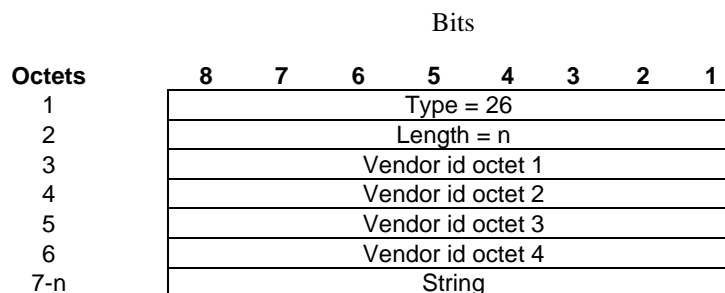 Bits
Octets 8 7 6 5 4 3 2 1
1 Type = 26
2 Length = n
3 Vendor id octet 1
4 Vendor id octet 2
5 Vendor id octet 3
6 Vendor id octet 4
7-n String